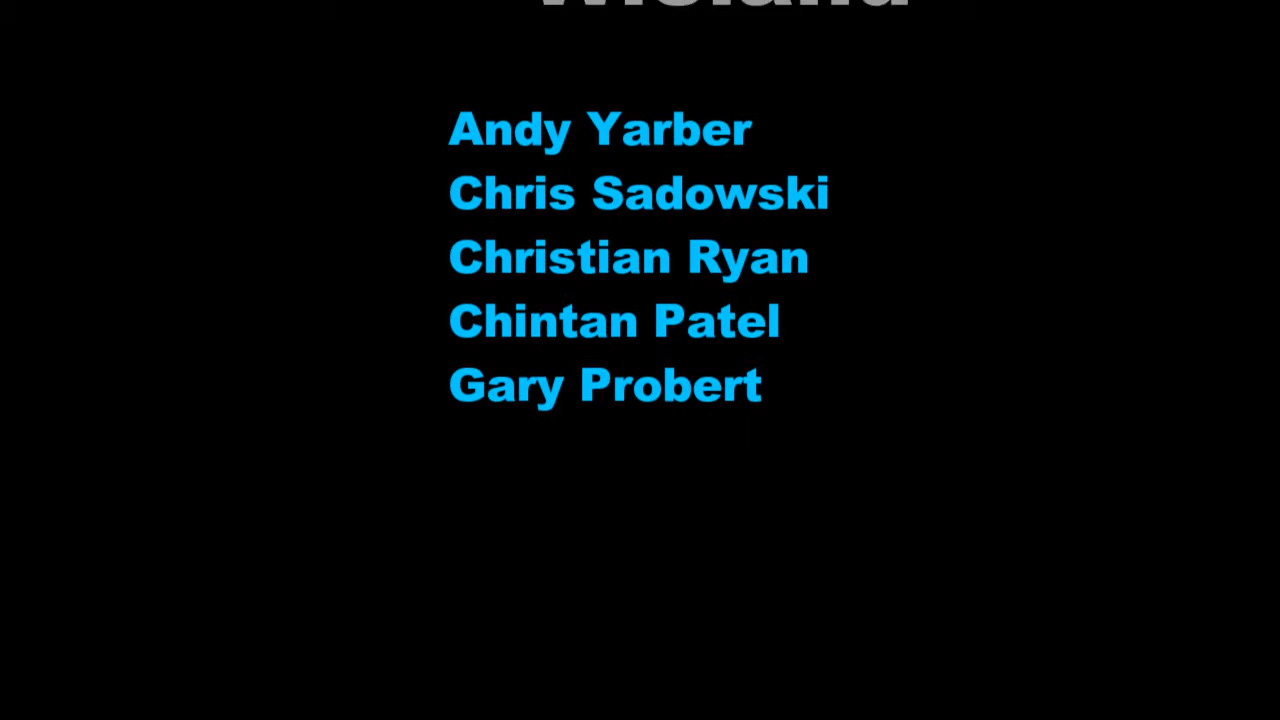 Andy Yarber
Chris Sadowski
Christian Ryan
Chintan Patel
Gary Probert